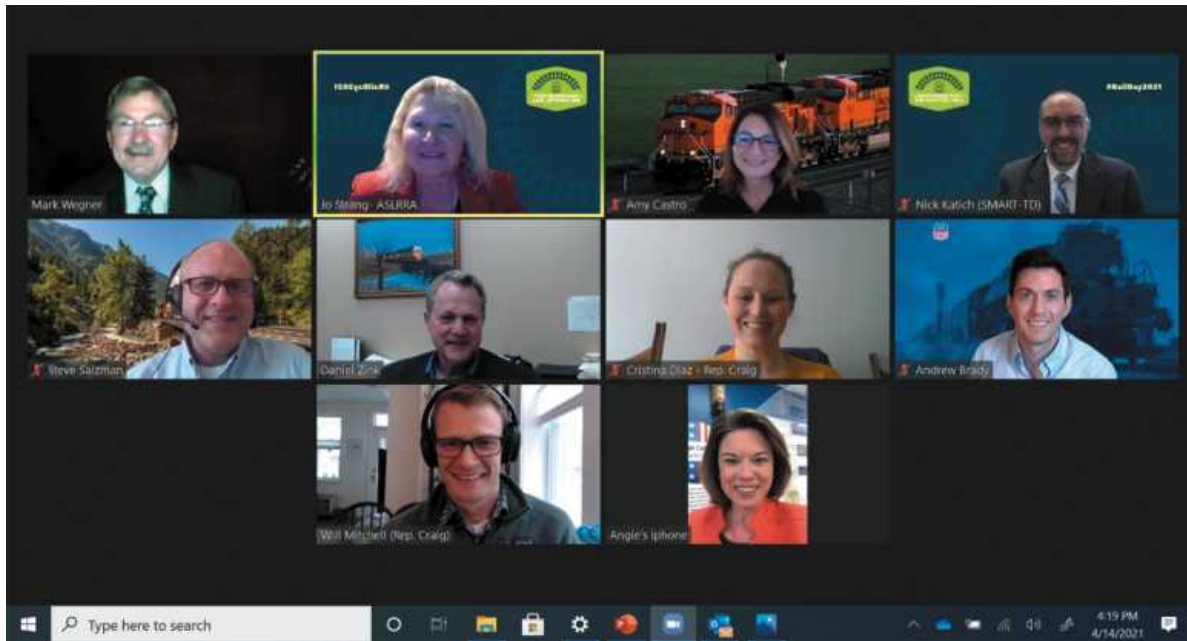 #RailDay2021
Mark Wegner
Jo Strang- ASLRRA
Amy Castro
Nick Katich (SMART-TD)
Steve Salzman
Daniel Zink
Cristina Diaz - Rep. Craig
Andrew Brady
Will Mitchell (Rep. Craig)
Angie's iphone
Type here to search
4:19 PM
4/14/2021